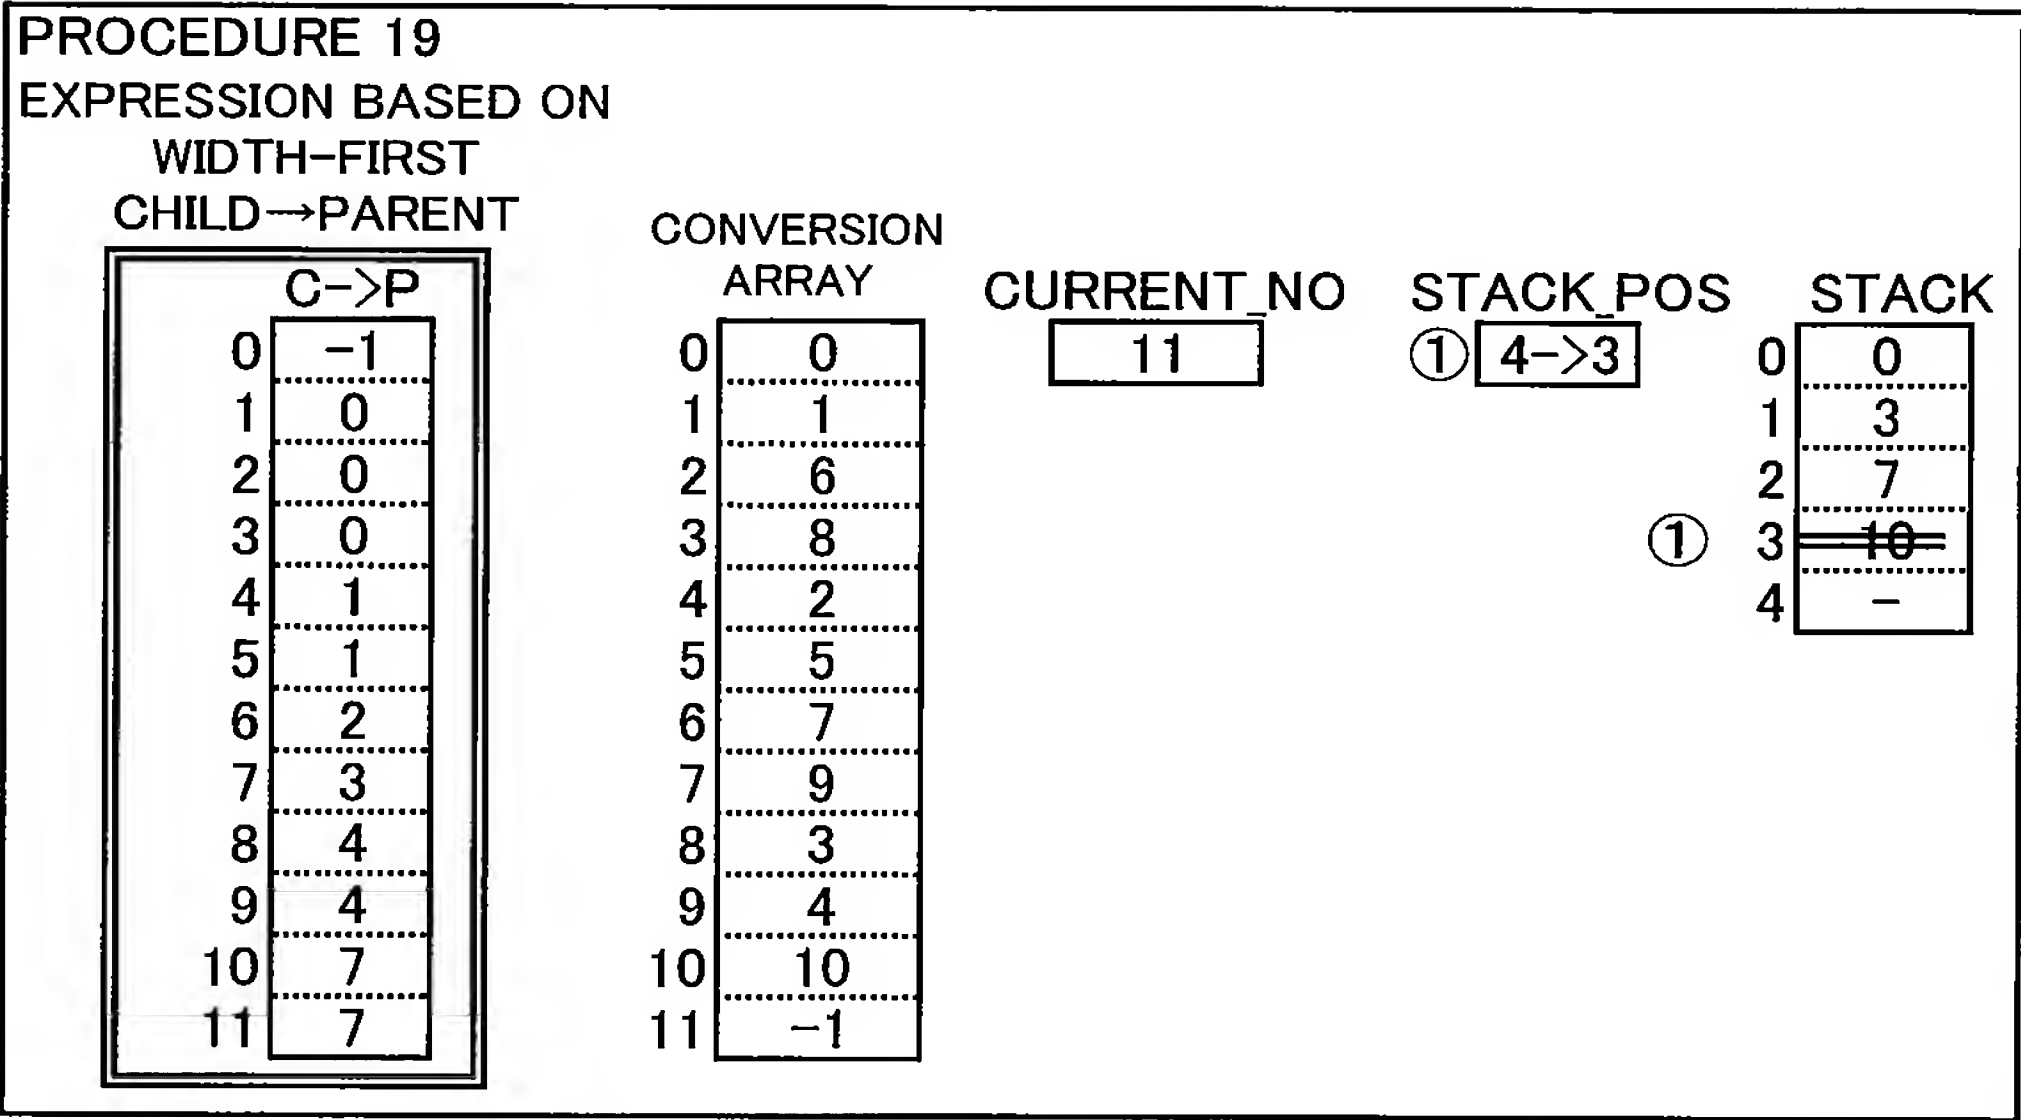 PROCEDURE 19
EXPRESSION BASED ON
WIDTH-FIRST
CHILD→PARENT
CONVERSION
ARRAY
CURRENT_NO
STACK_POS
STACK
C->P
0 -1
1 0
2 0
3 0
4 1
5 1
6 2
7 3
8 4
9 4
10 7
11 7
0 0
1 1
2 6
3 8
4 2
5 5
6 7
7 9
8 3
9 4
10 10
11 -1
11
① 4->3
0 0
1 3
2 7
① 3 10
4 -